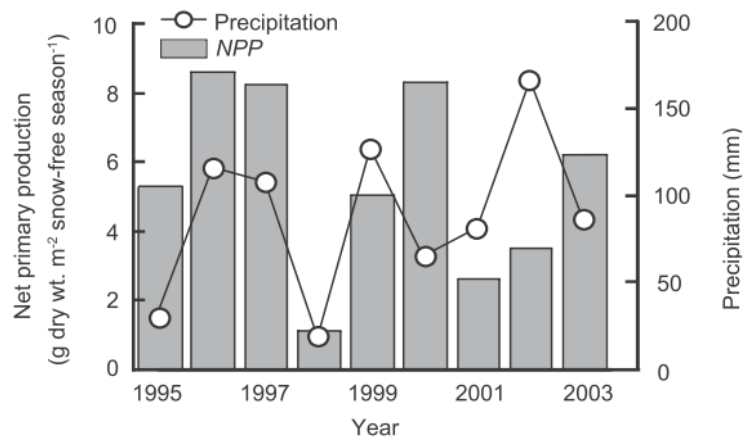 Precipitation
NPP
Net primary production
(g dry wt. m⁻² snow-free season⁻¹)
10
8
6
4
2
0
200
150
100
50
0
Precipitation (mm)
1995 1997 1999 2001 2003
Year